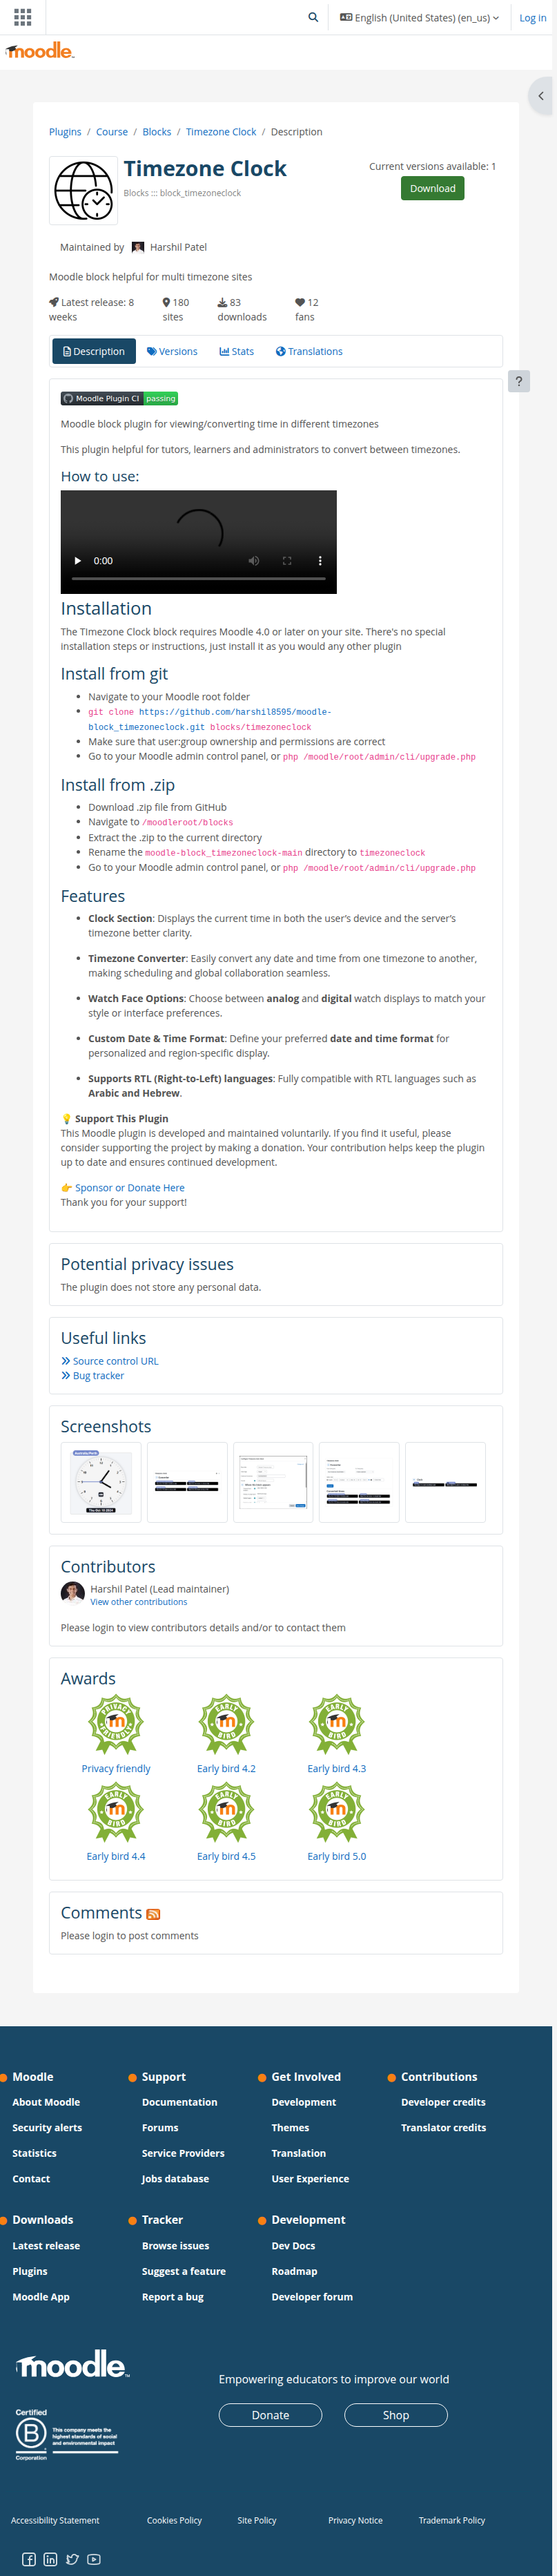 English (United States) (en_us)
Log in
moodle
Plugins / Course / Blocks / Timezone Clock / Description
Timezone Clock
Blocks ::: block_timezoneclock
Current versions available: 1
Download
Maintained by Harshil Patel
Moodle block helpful for multi timezone sites
Latest release: 8
weeks
180
sites
83
downloads
12
fans
Description
Versions
Stats
Translations
?
Moodle Plugin CI passing
Moodle block plugin for viewing/converting time in different timezones
This plugin helpful for tutors, learners and administrators to convert between timezones.
How to use:
0:00
Installation
The Timezone Clock block requires Moodle 4.0 or later on your site. There's no special
installation steps or instructions, just install it as you would any other plugin
Install from git
• Navigate to your Moodle root folder
• git clone https://github.com/harshil8595/moodle-
block_timezoneclock.git blocks/timezoneclock
• Make sure that user:group ownership and permissions are correct
• Go to your Moodle admin control panel, or php /moodle/root/admin/cli/upgrade.php
Install from .zip
• Download .zip file from GitHub
• Navigate to /moodleroot/blocks
• Extract the .zip to the current directory
• Rename the moodle-block_timezoneclock-main directory to timezoneclock
• Go to your Moodle admin control panel, or php /moodle/root/admin/cli/upgrade.php
Features
• Clock Section: Displays the current time in both the user’s device and the server’s
timezone better clarity.
• Timezone Converter: Easily convert any date and time from one timezone to another,
making scheduling and global collaboration seamless.
• Watch Face Options: Choose between analog and digital watch displays to match your
style or interface preferences.
• Custom Date & Time Format: Define your preferred date and time format for
personalized and region-specific display.
• Supports RTL (Right-to-Left) languages: Fully compatible with RTL languages such as
Arabic and Hebrew.
💡 Support This Plugin
This Moodle plugin is developed and maintained voluntarily. If you find it useful, please
consider supporting the project by making a donation. Your contribution helps keep the plugin
up to date and ensures continued development.
👉 Sponsor or Donate Here
Thank you for your support!
Potential privacy issues
The plugin does not store any personal data.
Useful links
Source control URL
Bug tracker
Screenshots
Contributors
Harshil Patel (Lead maintainer)
View other contributions
Please login to view contributors details and/or to contact them
Awards
PRIVACY FRIENDLY
EARLY BIRD
EARLY BIRD
Privacy friendly
Early bird 4.2
Early bird 4.3
EARLY BIRD
EARLY BIRD
EARLY BIRD
Early bird 4.4
Early bird 4.5
Early bird 5.0
Comments
Please login to post comments
Moodle
About Moodle
Security alerts
Statistics
Contact
Support
Documentation
Forums
Service Providers
Jobs database
Get Involved
Development
Themes
Translation
User Experience
Contributions
Developer credits
Translator credits
Downloads
Latest release
Plugins
Moodle App
Tracker
Browse issues
Suggest a feature
Report a bug
Development
Dev Docs
Roadmap
Developer forum
moodle
Empowering educators to improve our world
Donate
Shop
Certified
B
Corporation
This company meets the
highest standards of social
and environmental impact
Accessibility Statement
Cookies Policy
Site Policy
Privacy Notice
Trademark Policy